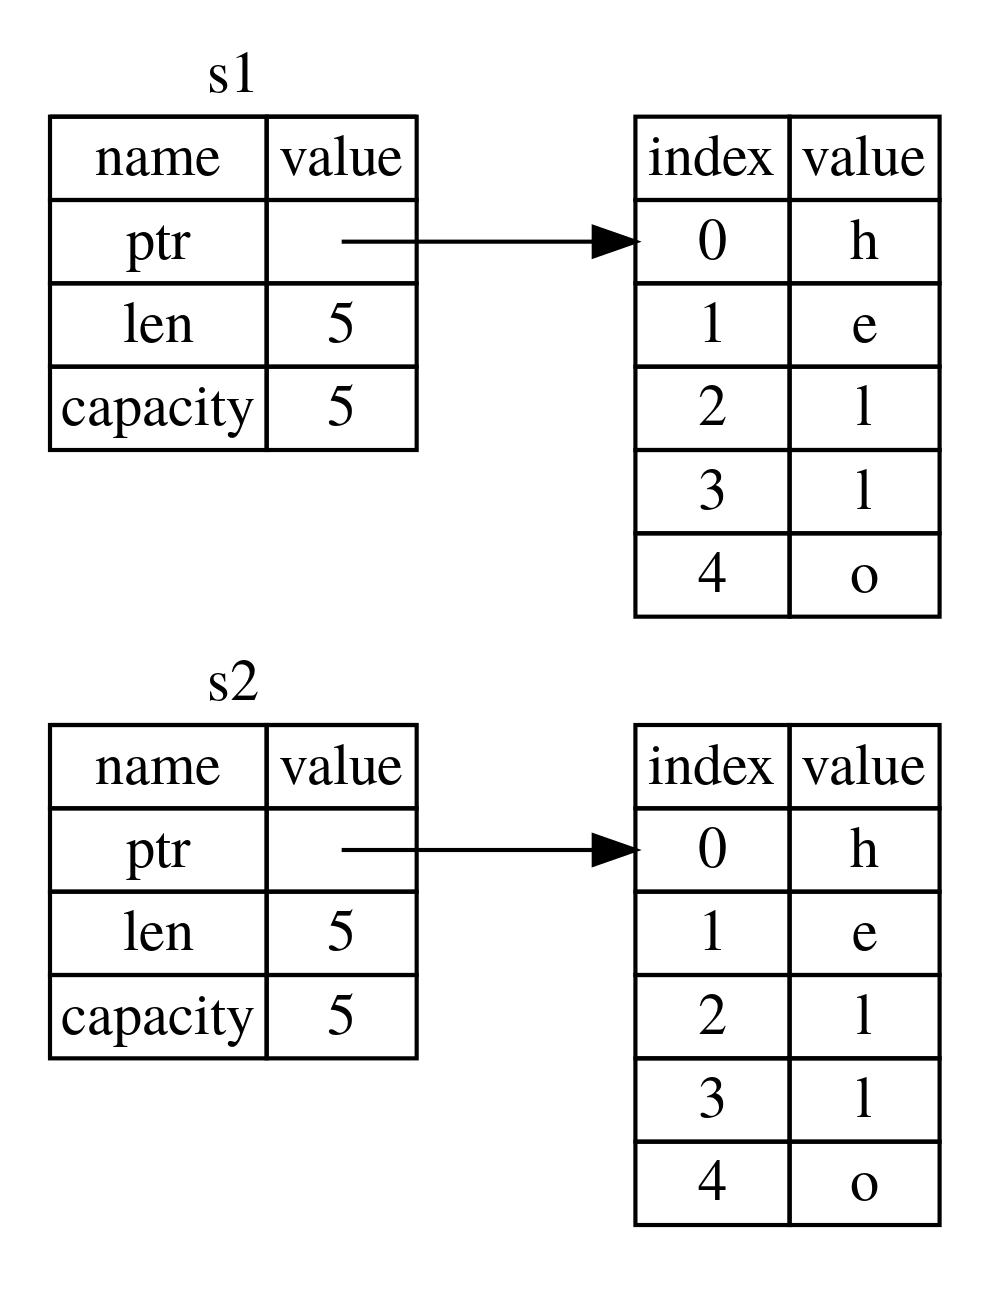 s1
name value
ptr
len 5
capacity 5
index value
0 h
1 e
2 l
3 l
4 o
s2
name value
ptr
len 5
capacity 5
index value
0 h
1 e
2 l
3 l
4 o